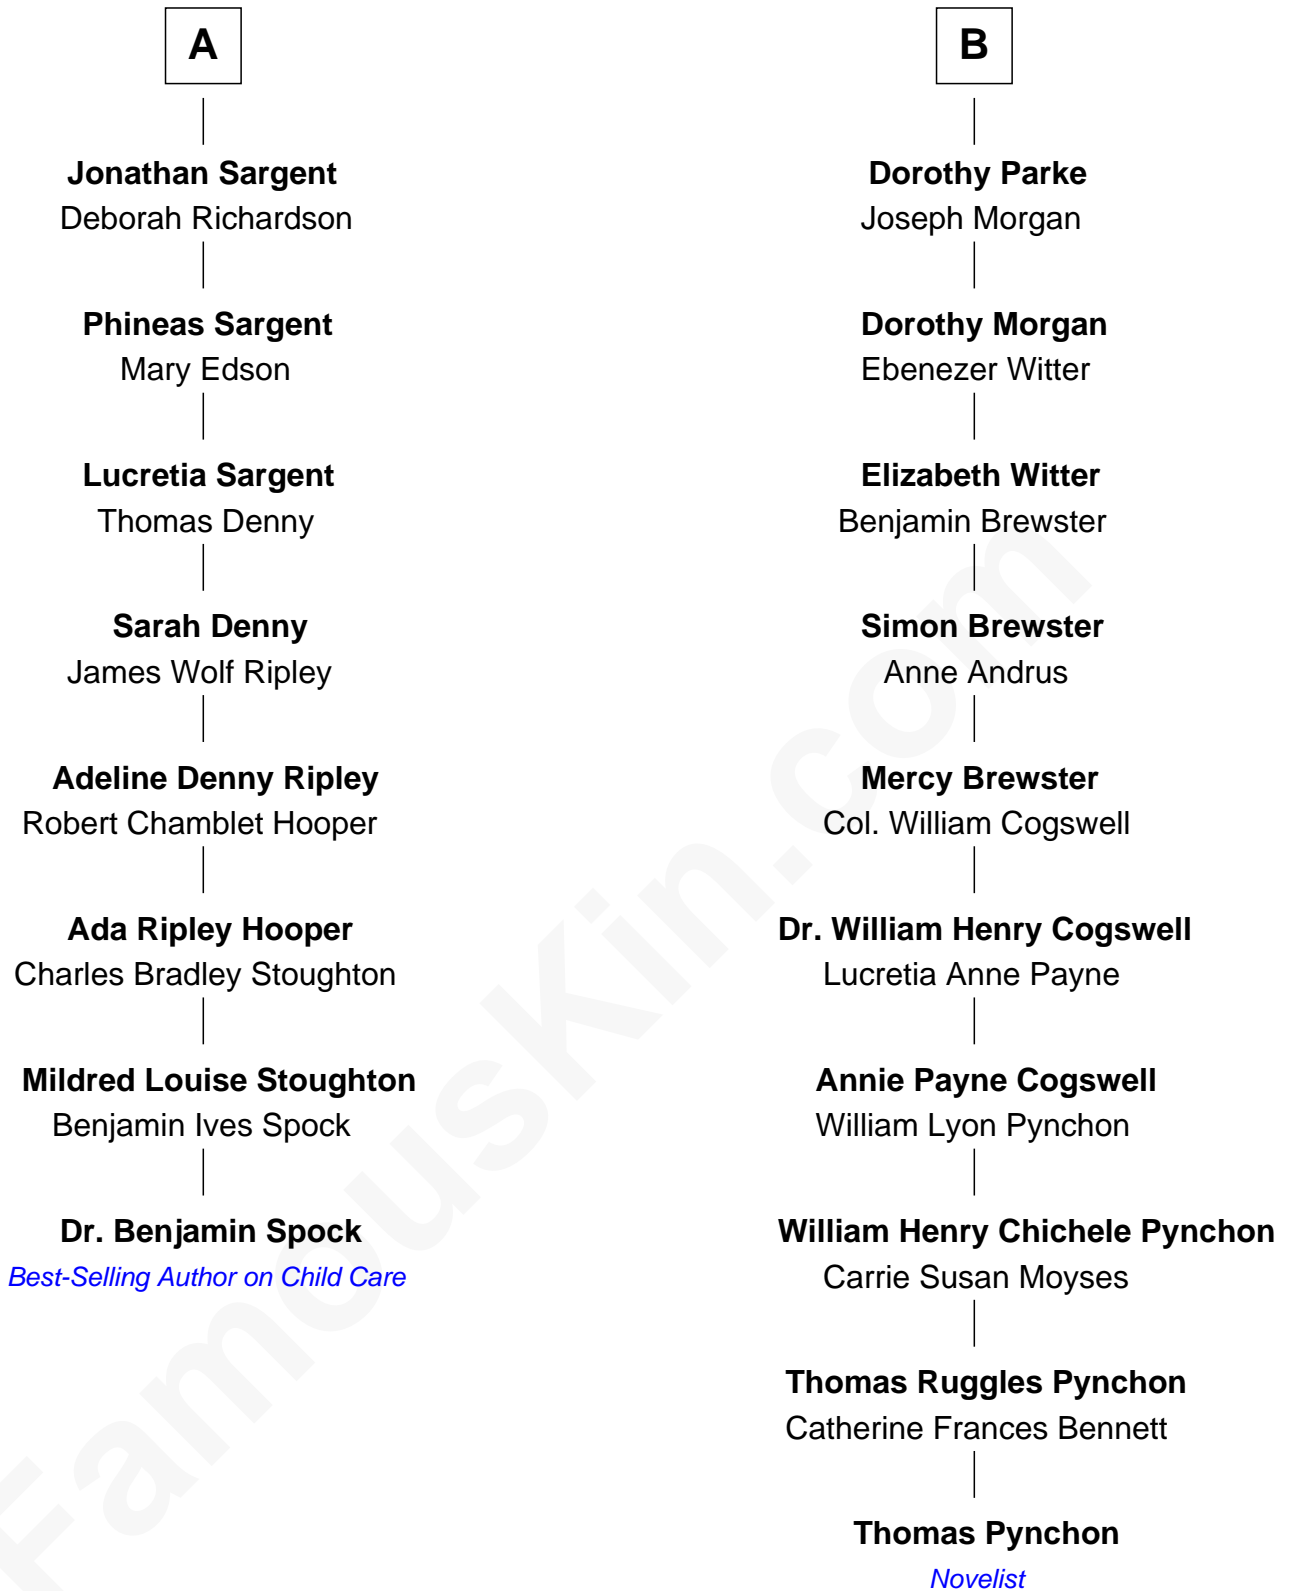 A
Jonathan Sargent
Deborah Richardson
Phineas Sargent
Mary Edson
Lucretia Sargent
Thomas Denny
Sarah Denny
James Wolf Ripley
Adeline Denny Ripley
Robert Chamblet Hooper
Ada Ripley Hooper
Charles Bradley Stoughton
Mildred Louise Stoughton
Benjamin Ives Spock
Dr. Benjamin Spock
Best-Selling Author on Child Care
B
Dorothy Parke
Joseph Morgan
Dorothy Morgan
Ebenezer Witter
Elizabeth Witter
Benjamin Brewster
Simon Brewster
Anne Andrus
Mercy Brewster
Col. William Cogswell
Dr. William Henry Cogswell
Lucretia Anne Payne
Annie Payne Cogswell
William Lyon Pynchon
William Henry Chichele Pynchon
Carrie Susan Moyses
Thomas Ruggles Pynchon
Catherine Frances Bennett
Thomas Pynchon
Novelist
FamousKin.com